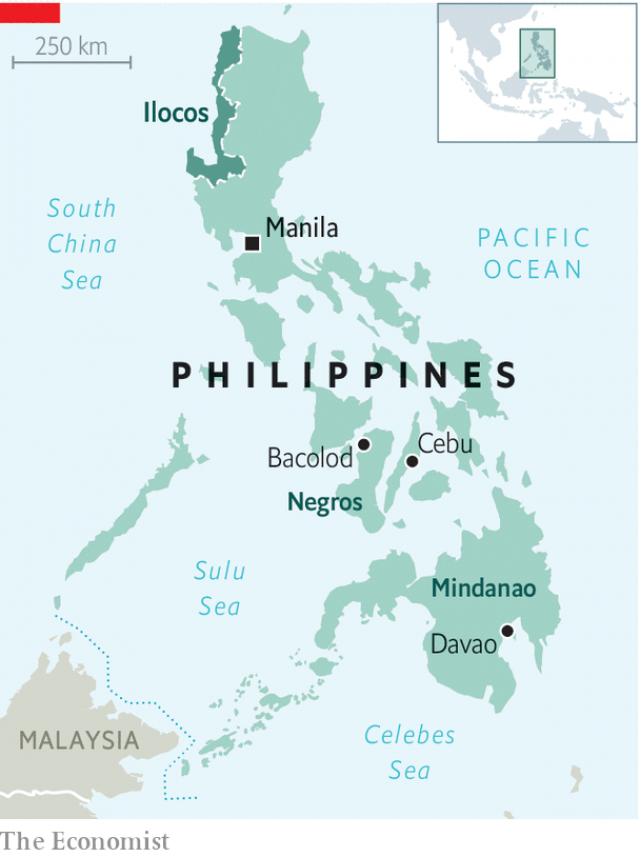 250 km
Ilocos
South
China
Sea
Manila
PACIFIC
OCEAN
PHILIPPINES
Bacolod
Cebu
Negros
Sulu
Sea
Mindanao
Davao
MALAYSIA
Celebes
Sea
The Economist